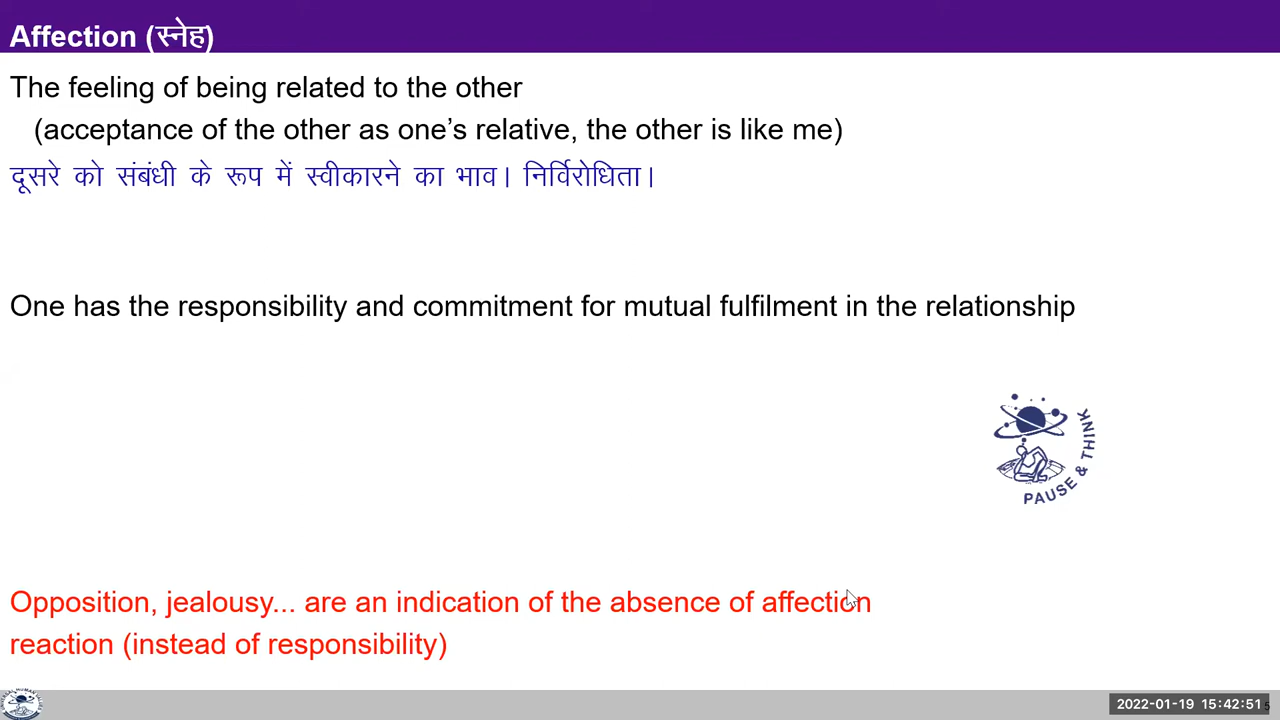 Affection (स्नेह)
The feeling of being related to the other
(acceptance of the other as one’s relative, the other is like me)
दूसरे को संबंधी के रूप में स्वीकारने का भाव। निर्विरोधिता।
One has the responsibility and commitment for mutual fulfilment in the relationship
PAUSE & THINK
Opposition, jealousy... are an indication of the absence of affection
reaction (instead of responsibility)
2022-01-19 15:42:51
5